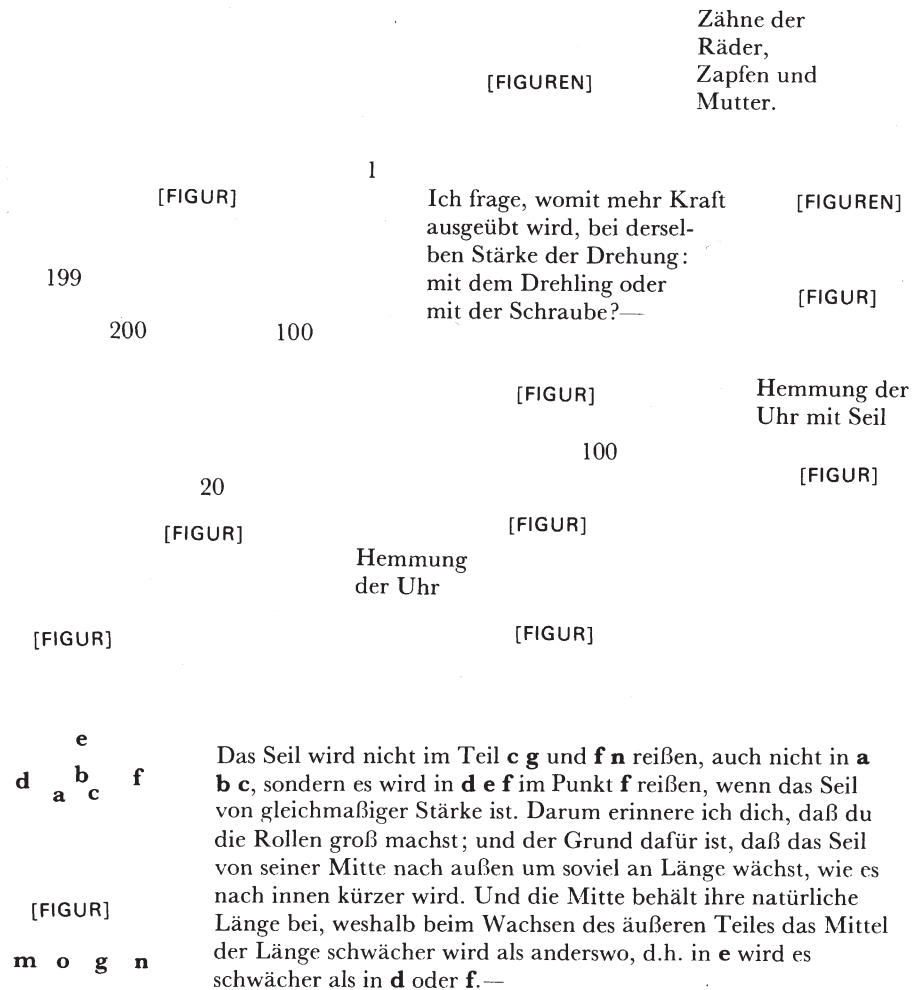 Zähne der
Räder,
Zapfen und
Mutter.
[FIGUREN]
1
[FIGUR]
Ich frage, womit mehr Kraft
ausgeübt wird, bei dersel-
ben Stärke der Drehung:
mit dem Drehling oder
mit der Schraube?—
[FIGUREN]
199
[FIGUR]
200
100
[FIGUR]
Hemmung der
Uhr mit Seil
100
[FIGUR]
20
[FIGUR]
[FIGUR]
Hemmung
der Uhr
[FIGUR]
[FIGUR]
e
d b f
a c
Das Seil wird nicht im Teil c g und f n reißen, auch nicht in a
b c, sondern es wird in d e f im Punkt f reißen, wenn das Seil
von gleichmaßiger Stärke ist. Darum erinnere ich dich, daß du
die Rollen groß machst; und der Grund dafür ist, daß das Seil
von seiner Mitte nach außen um soviel an Länge wächst, wie es
nach innen kürzer wird. Und die Mitte behält ihre natürliche
Länge bei, weshalb beim Wachsen des äußeren Teiles das Mittel
der Länge schwächer wird als anderswo, d.h. in e wird es
schwächer als in d oder f.—
[FIGUR]
m o g n